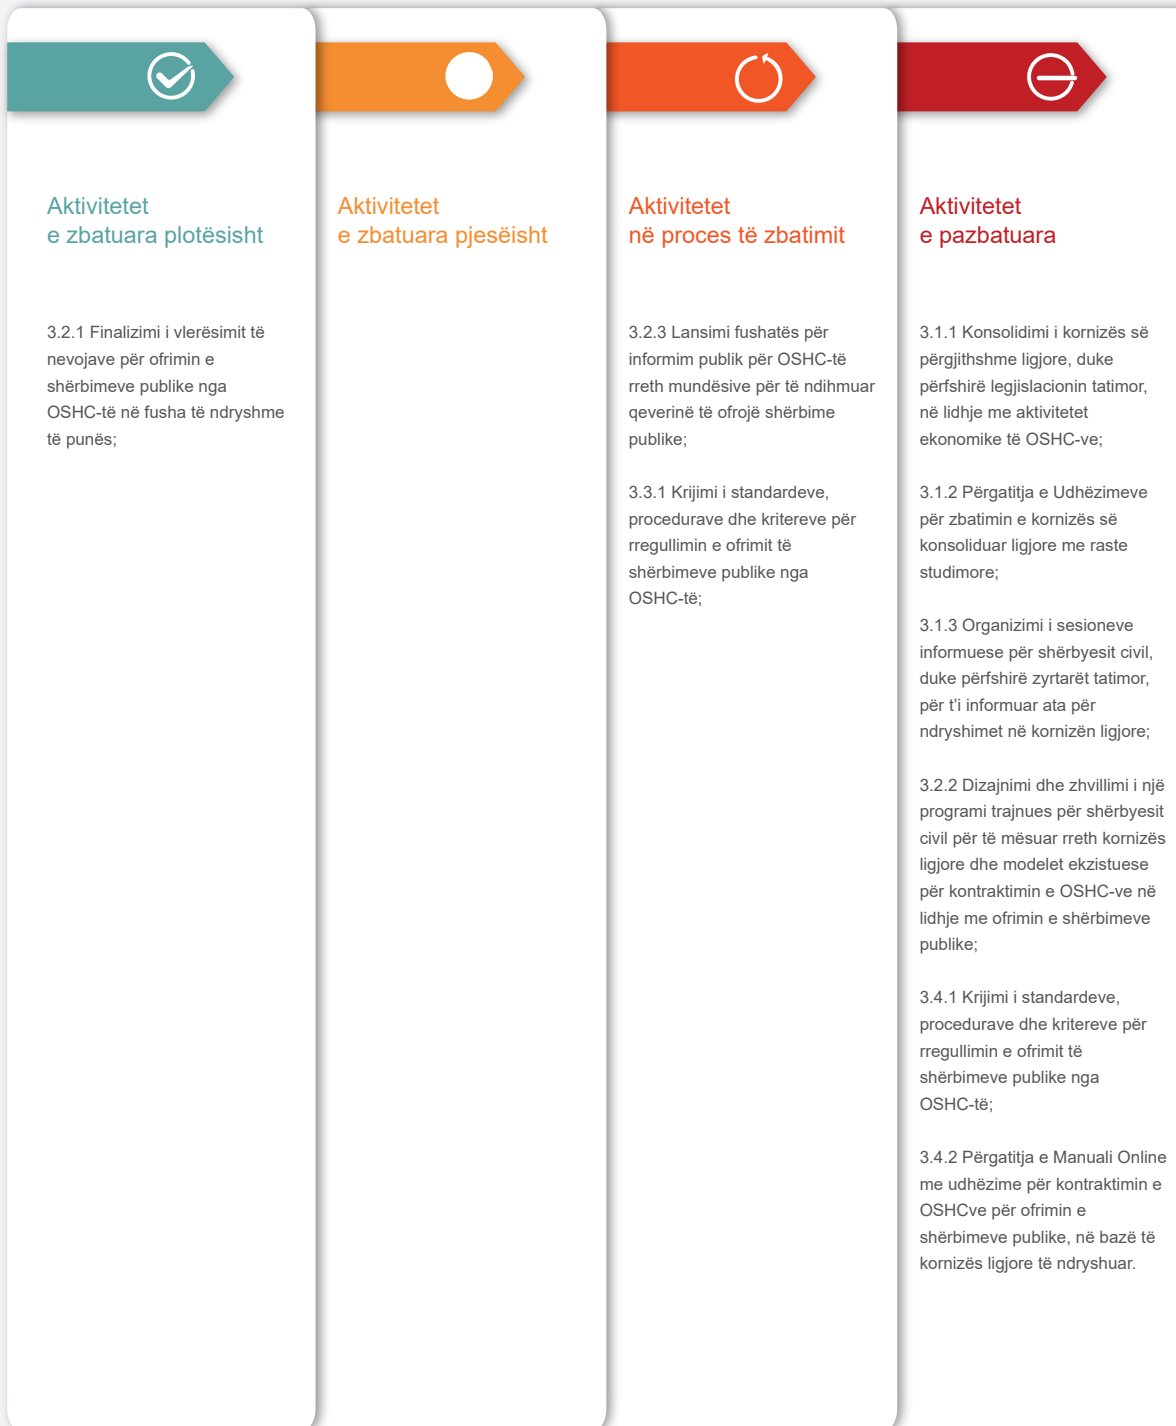 Aktivitetet
e zbatuara plotësisht
3.2.1 Finalizimi i vlerësimit të
nevojave për ofrimin e
shërbimeve publike nga
OSHC-të në fusha të ndryshme
të punës;
Aktivitetet
e zbatuara pjesëisht
Aktivitetet
në proces të zbatimit
3.2.3 Lansimi fushatës për
informim publik për OSHC-të
rreth mundësive për të ndihmuar
qeverinë të ofrojë shërbime
publike;
3.3.1 Krijimi i standardeve,
procedurave dhe kritereve për
rregullimin e ofrimit të
shërbimeve publike nga
OSHC-të;
Aktivitetet
e pazbatuara
3.1.1 Konsolidimi i kornizës së
përgjithshme ligjore, duke
përfshirë legjislacionin tatimor,
në lidhje me aktivitetet
ekonomike të OSHC-ve;
3.1.2 Përgatitja e Udhëzimeve
për zbatimin e kornizës së
konsoliduar ligjore me raste
studimore;
3.1.3 Organizimi i sesioneve
informuese për shërbyesit civil,
duke përfshirë zyrtarët tatimor,
për t’i informuar ata për
ndryshimet në kornizën ligjore;
3.2.2 Dizajnimi dhe zhvillimi i një
programi trajnues për shërbyesit
civil për të mësuar rreth kornizës
ligjore dhe modelet ekzistuese
për kontraktimin e OSHC-ve në
lidhje me ofrimin e shërbimeve
publike;
3.4.1 Krijimi i standardeve,
procedurave dhe kritereve për
rregullimin e ofrimit të
shërbimeve publike nga
OSHC-të;
3.4.2 Përgatitja e Manuali Online
me udhëzime për kontraktimin e
OSHCve për ofrimin e
shërbimeve publike, në bazë të
kornizës ligjore të ndryshuar.